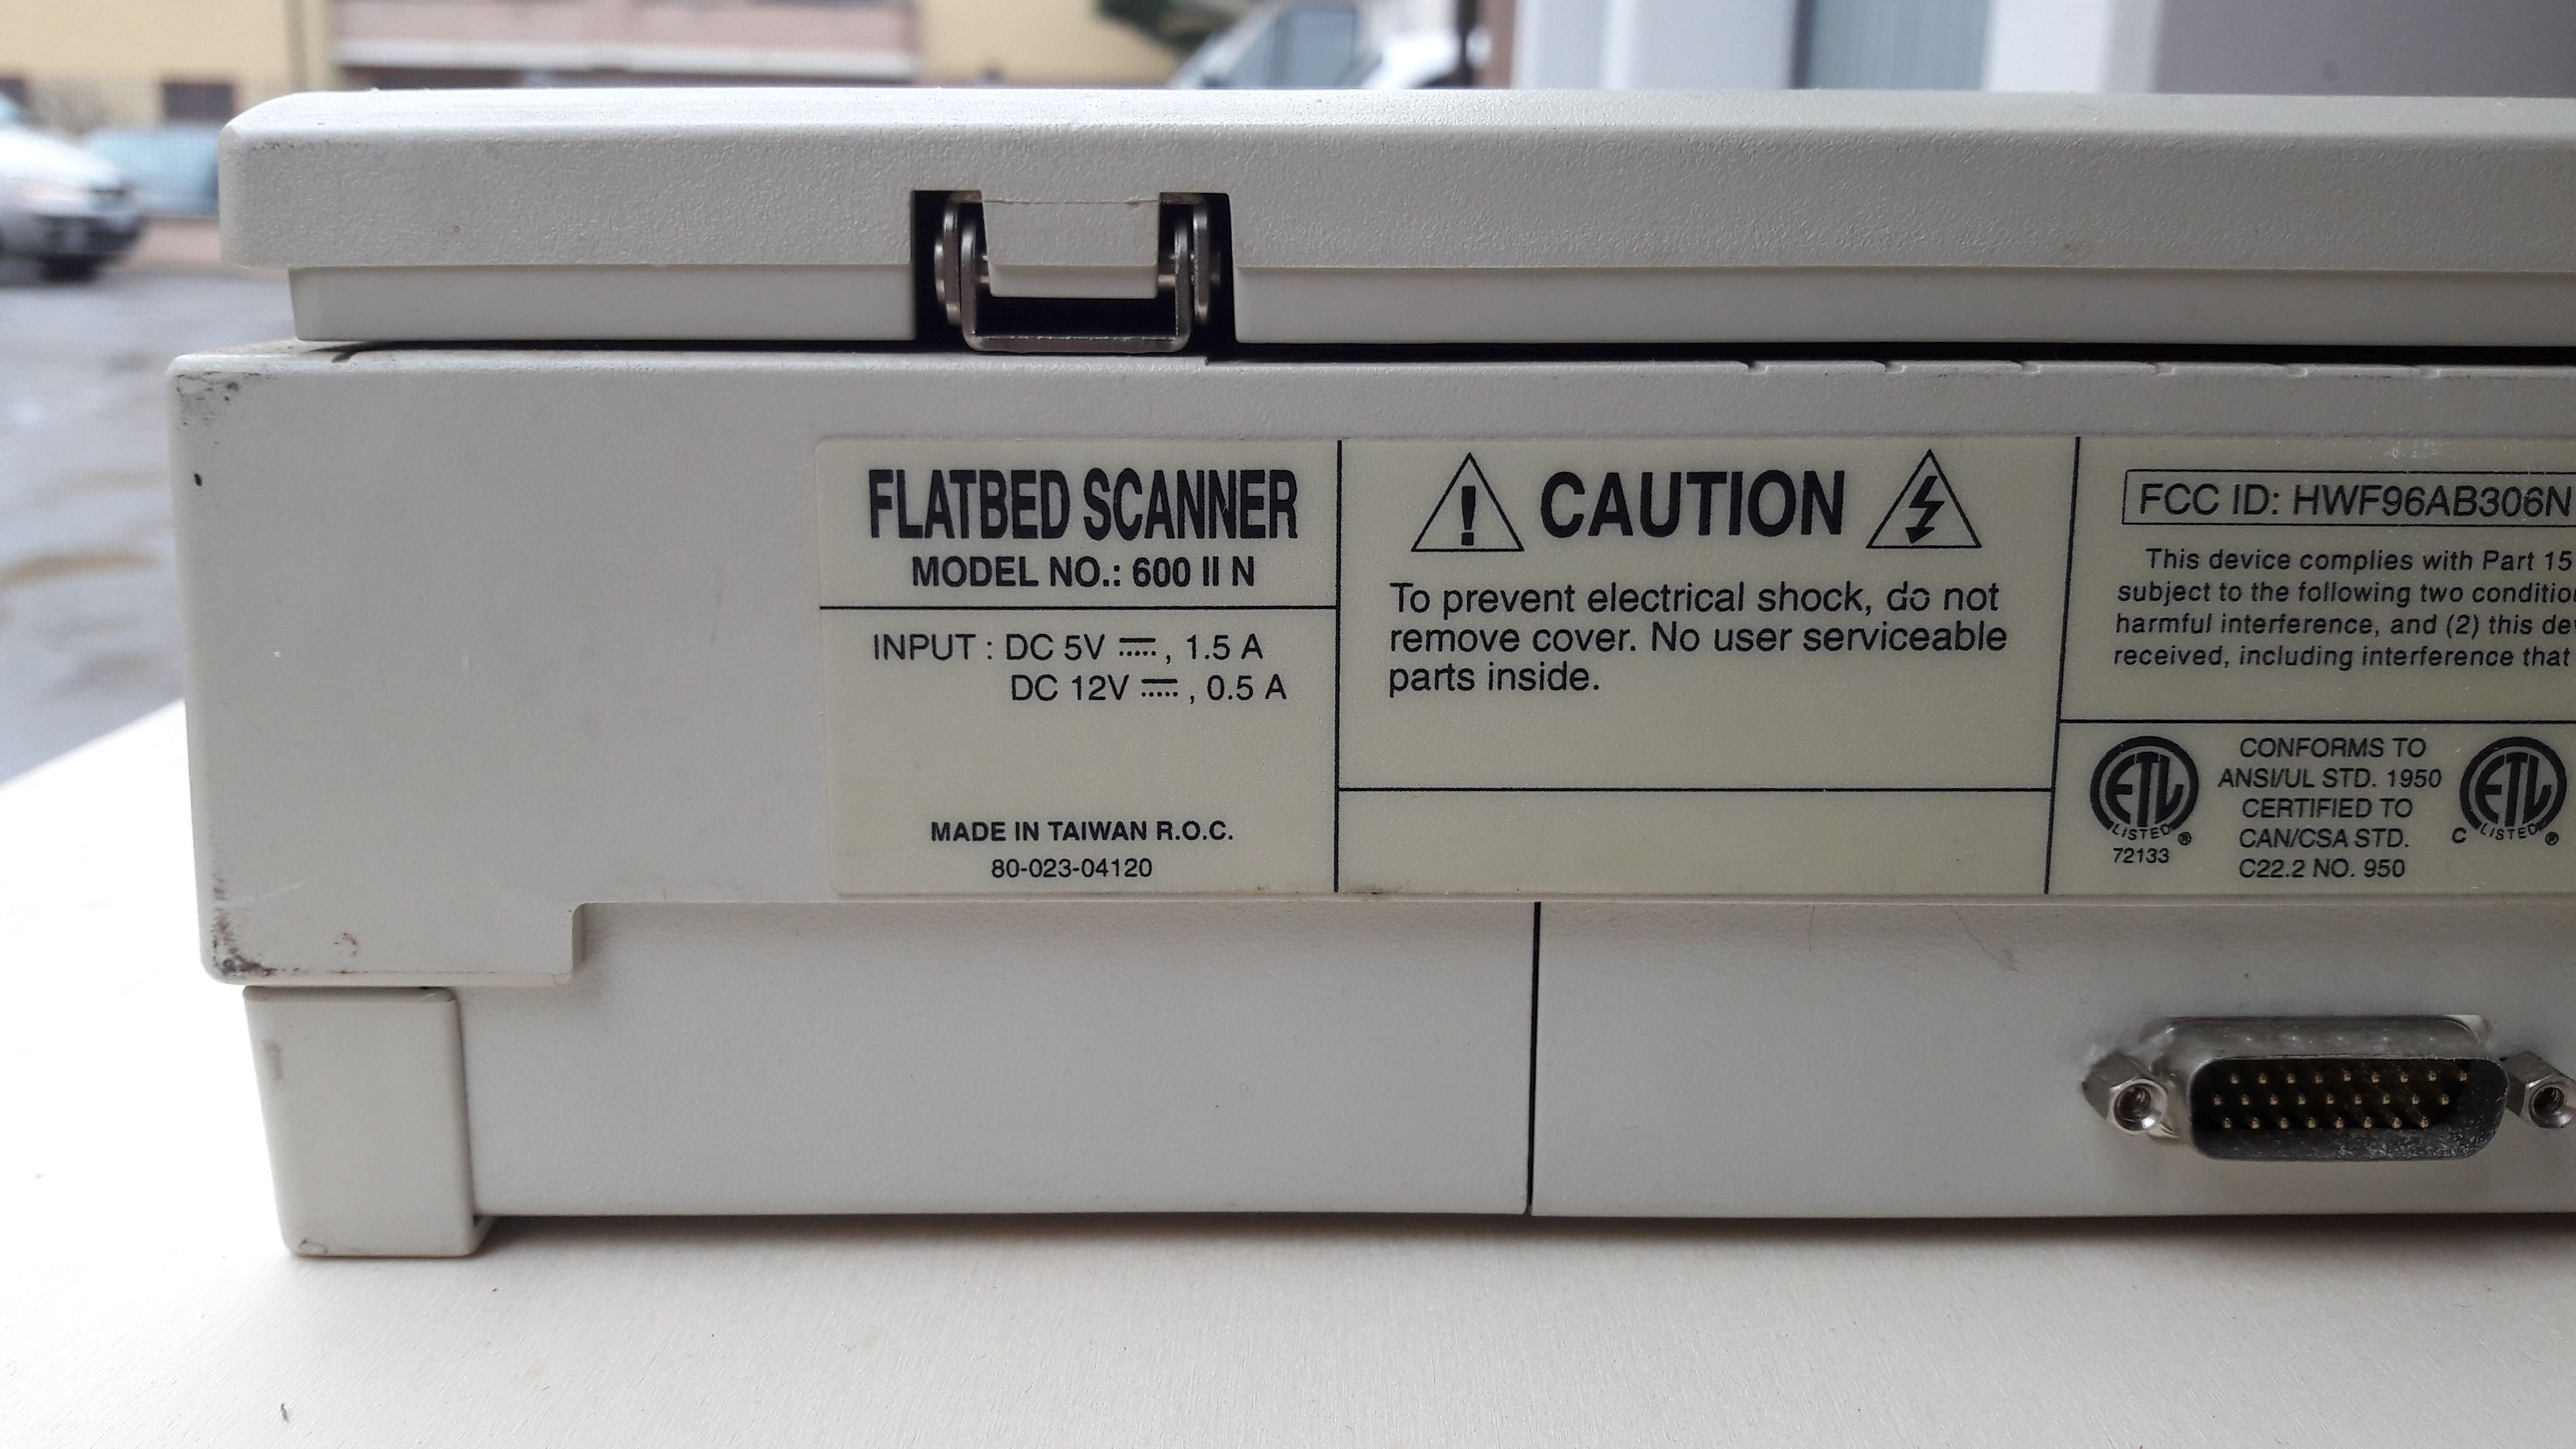 FLATBED SCANNER
MODEL NO.: 600 II N
INPUT : DC 5V ⎓, 1.5 A
DC 12V ⎓, 0.5 A
MADE IN TAIWAN R.O.C.
80-023-04120
CAUTION
To prevent electrical shock, do not
remove cover. No user serviceable
parts inside.
FCC ID: HWF96AB306N
This device complies with Part 15
subject to the following two conditio
harmful interference, and (2) this de
received, including interference that
ETL
LISTED ®
72133
CONFORMS TO
ANSI/UL STD. 1950
CERTIFIED TO
CAN/CSA STD.
C22.2 NO. 950
ETL
C LISTED ®